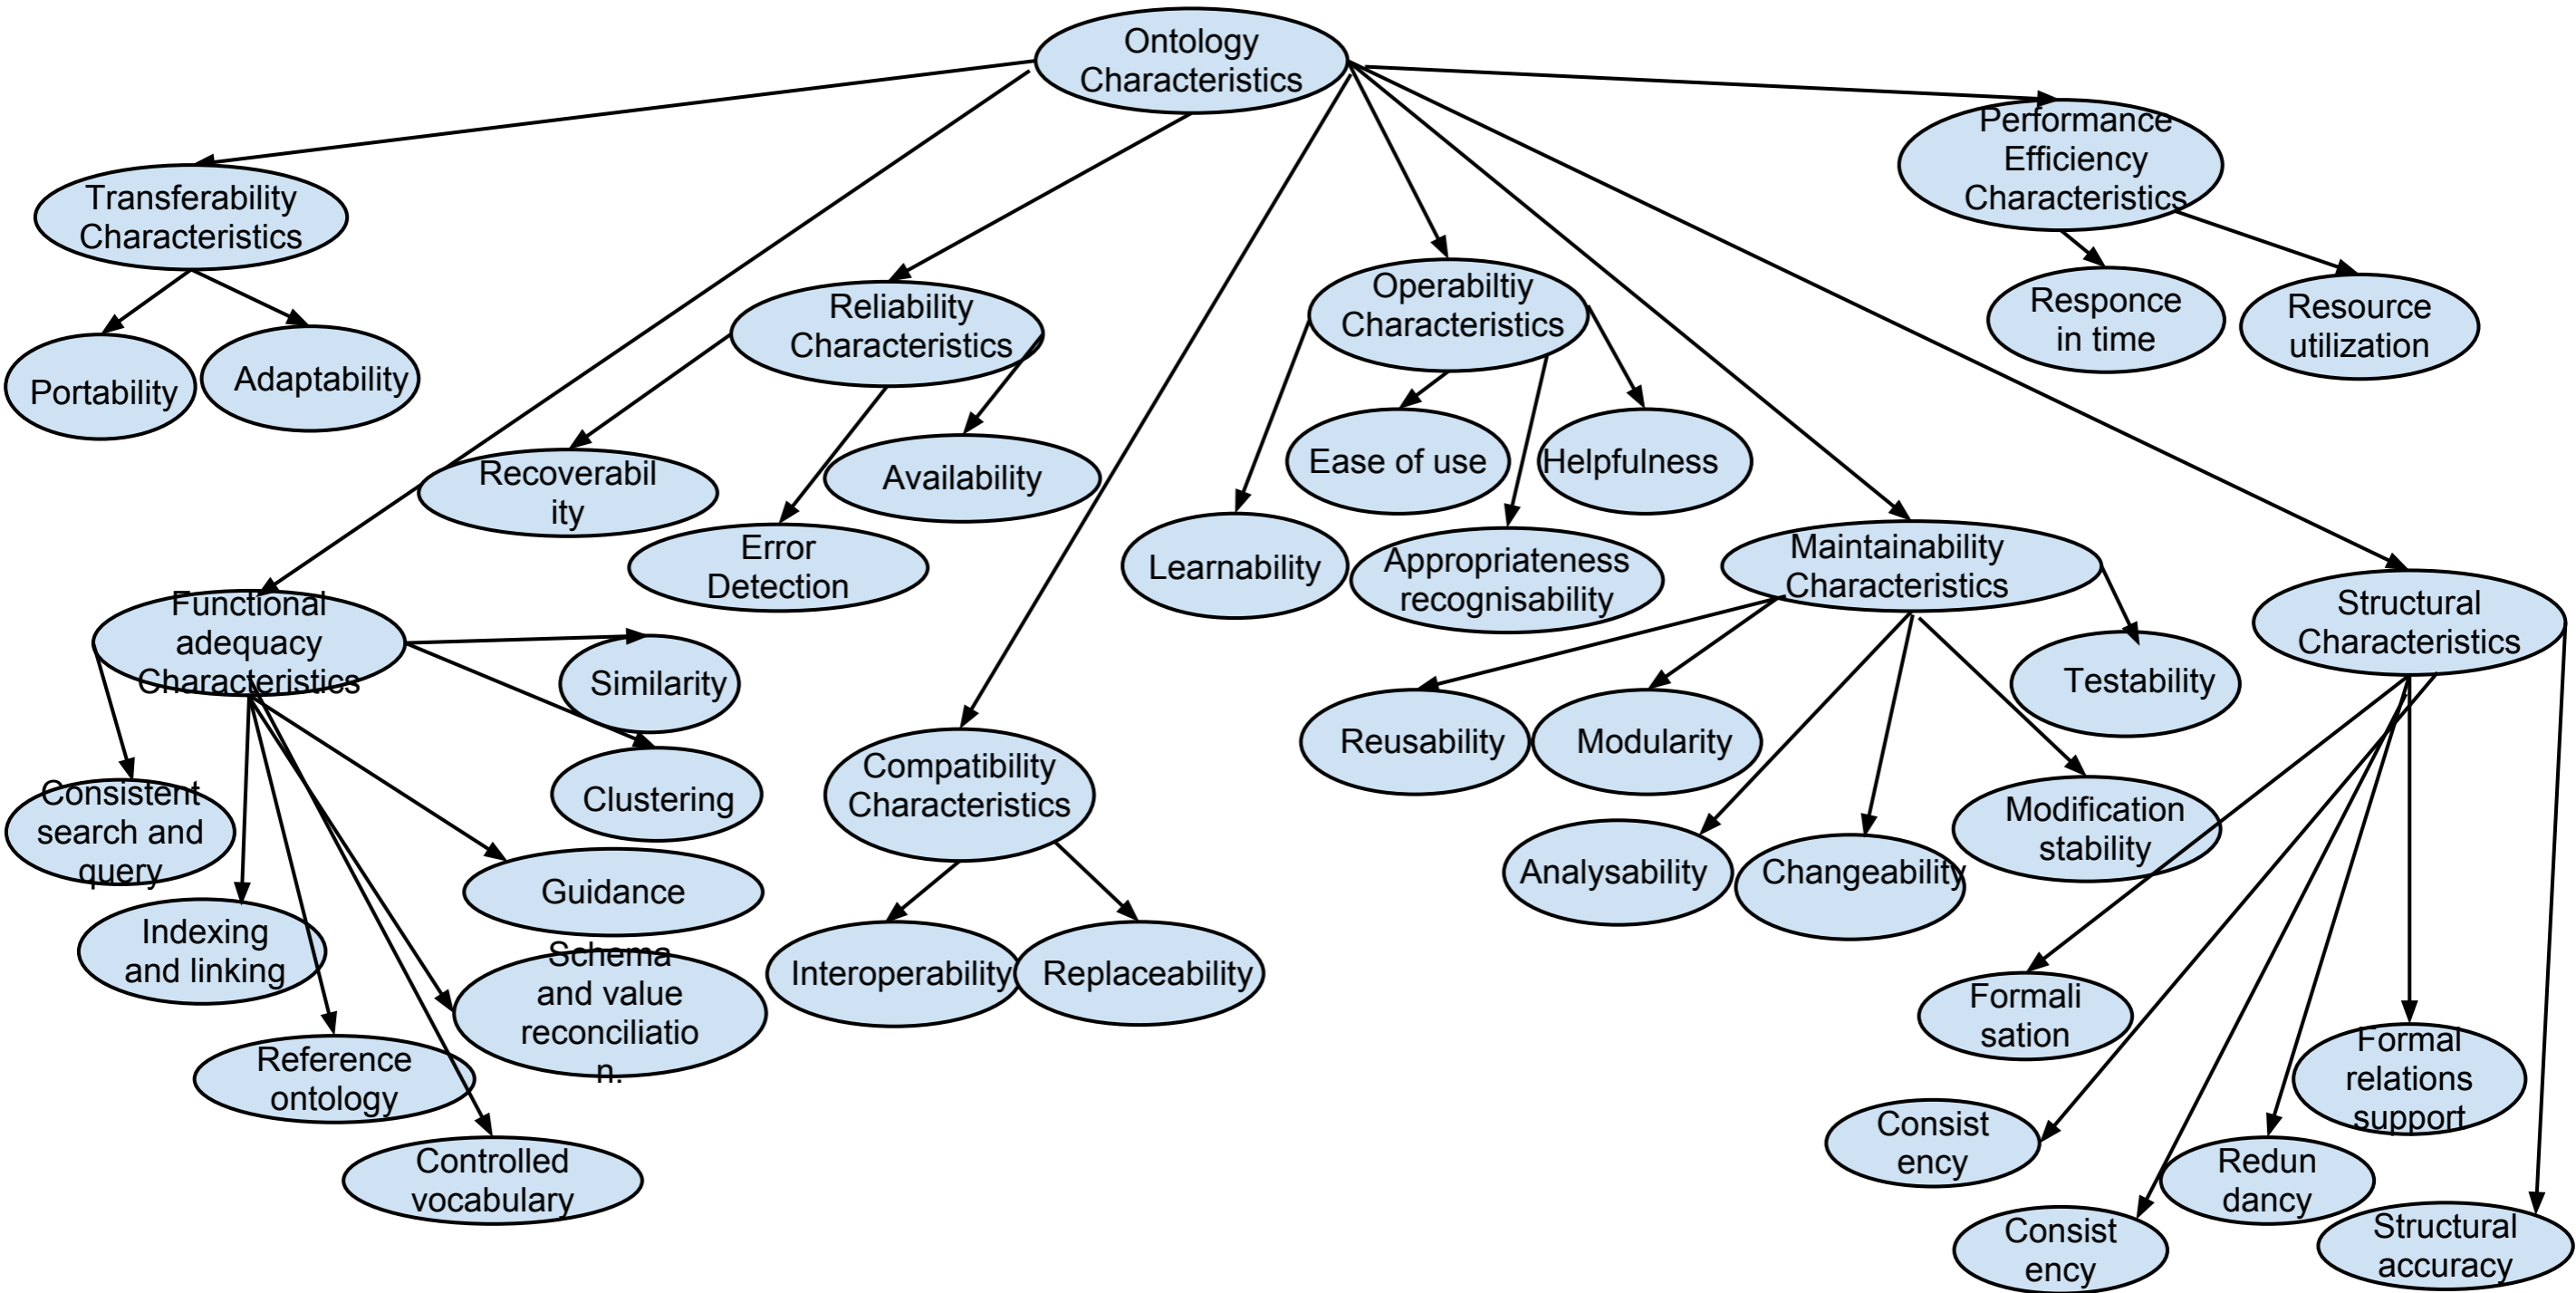 Ontology
Characteristics
Performance
Efficiency
Characteristics
Transferability
Characteristics
Reliability
Characteristics
Operabiltiy
Characteristics
Responce
in time
Resource
utilization
Portability
Adaptability
Recoverabil
ity
Availability
Ease of use
Helpfulness
Error
Detection
Learnability
Appropriateness
recognisability
Maintainability
Characteristics
Structural
Characteristics
Functional
adequacy
Characteristics
Similarity
Testability
Clustering
Compatibility
Characteristics
Reusability
Modularity
Consistent
search and
query
Modification
stability
Guidance
Analysability
Changeability
Indexing
and linking
Schema
and value
reconciliatio
n.
Interoperability
Replaceability
Formali
sation
Reference
ontology
Formal
relations
support
Consist
ency
Controlled
vocabulary
Redun
dancy
Consist
ency
Structural
accuracy